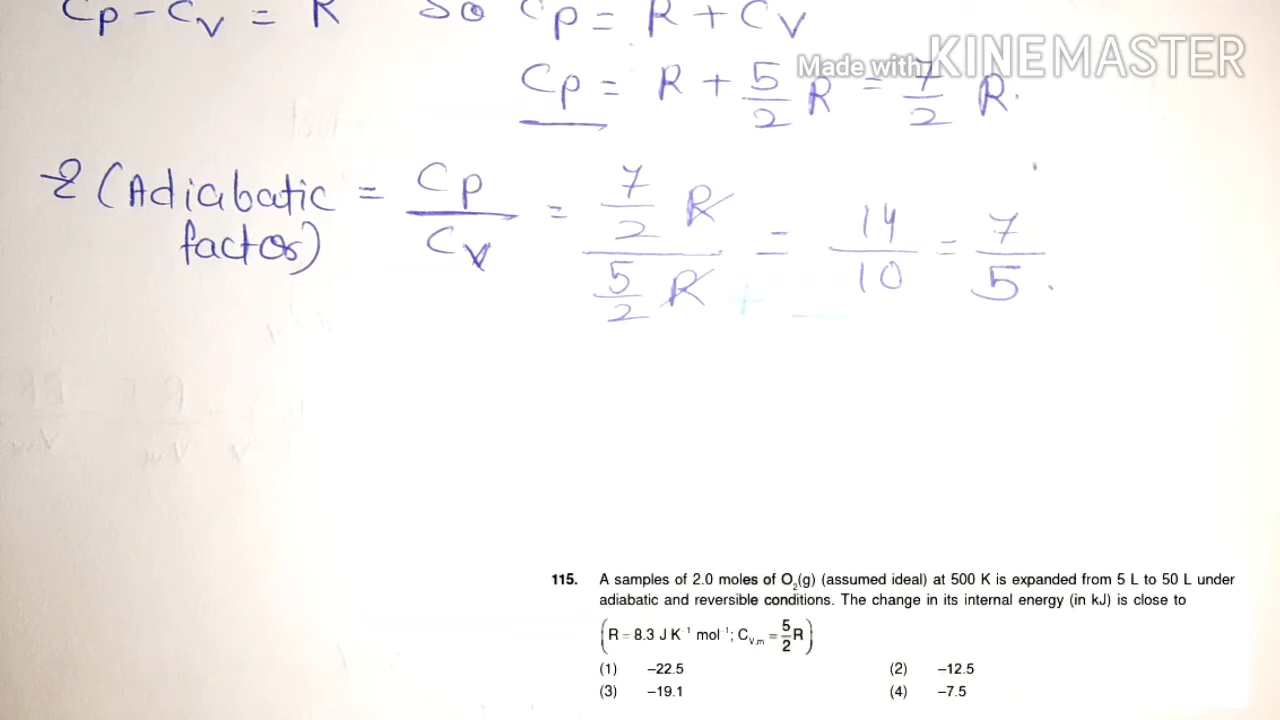 Cp - Cv = R So Cp = R + Cv
Made with KINEMASTER
Cp = R + 5/2 R = 7/2 R.
(Adiabatic factor) = Cp/Cv = 7/2 R / 5/2 R = 14/10 = 7/5.
115. A samples of 2.0 moles of O₂(g) (assumed ideal) at 500 K is expanded from 5 L to 50 L under
adiabatic and reversible conditions. The change in its internal energy (in kJ) is close to
(R = 8.3 J K⁻¹ mol⁻¹; Cv,m = 5/2 R)
(1) –22.5 (2) –12.5
(3) –19.1 (4) –7.5